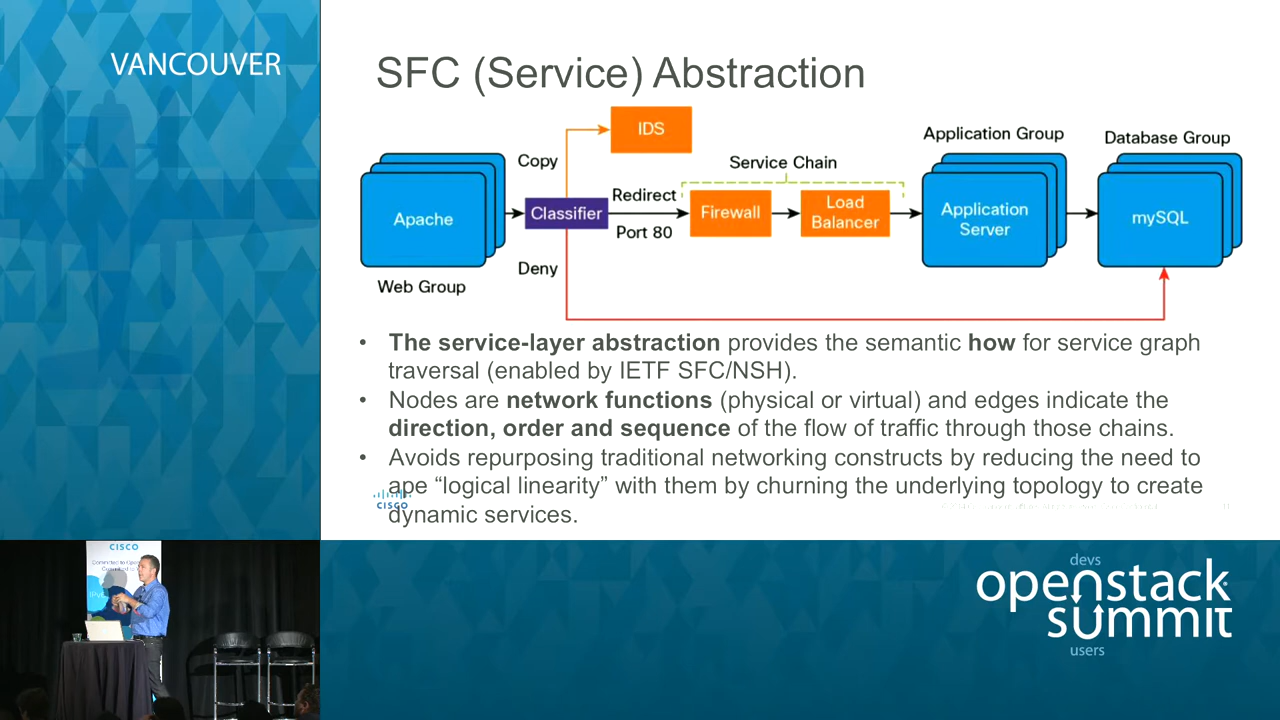 VANCOUVER
SFC (Service) Abstraction
IDS
Application Group
Database Group
Copy
Service Chain
Redirect
Apache
Classifier
Firewall
Load
Balancer
Application
Server
mySQL
Port 80
Deny
Web Group
• The service-layer abstraction provides the semantic how for service graph
traversal (enabled by IETF SFC/NSH).
• Nodes are network functions (physical or virtual) and edges indicate the
direction, order and sequence of the flow of traffic through those chains.
• Avoids repurposing traditional networking constructs by reducing the need to
ape “logical linearity” with them by churning the underlying topology to create
dynamic services.
CISCO
CISCO
IPv6
devs
openstack
summit
users